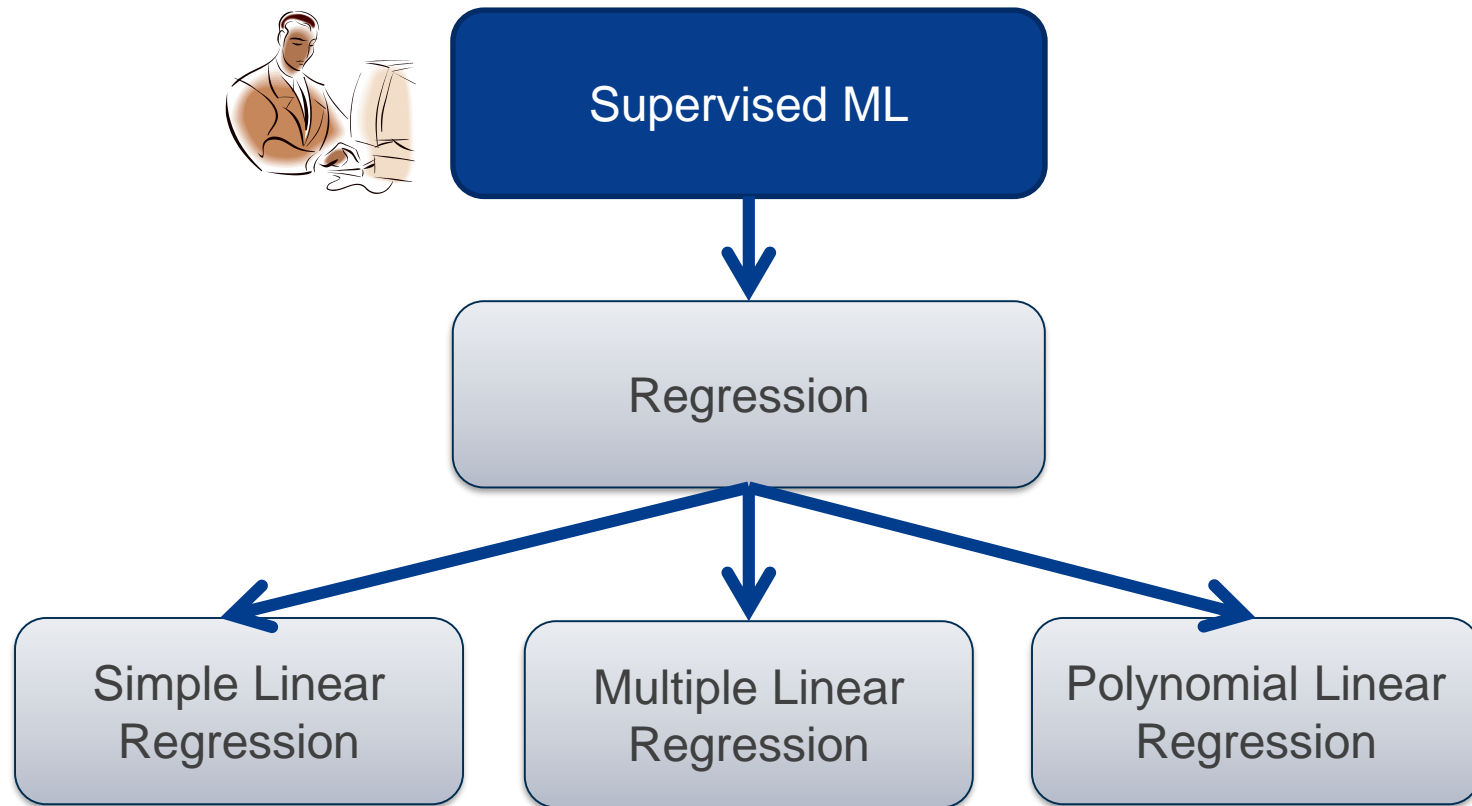 Supervised ML
Regression
Simple Linear
Regression
Multiple Linear
Regression
Polynomial Linear
Regression